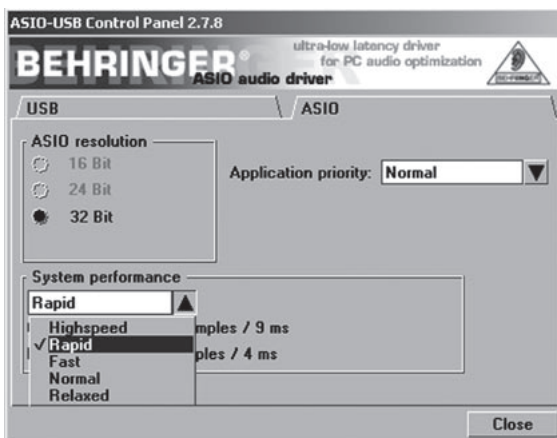 ASIO-USB Control Panel 2.7.8
BEHRINGER®
ultra-low latency driver
for PC audio optimization
ASIO audio driver
BEHRINGER
USB
ASIO
ASIO resolution
16 Bit
24 Bit
32 Bit
Application priority: Normal
System performance
Rapid
Highspeed
ples / 9 ms
Rapid
ples / 4 ms
Fast
Normal
Relaxed
Close